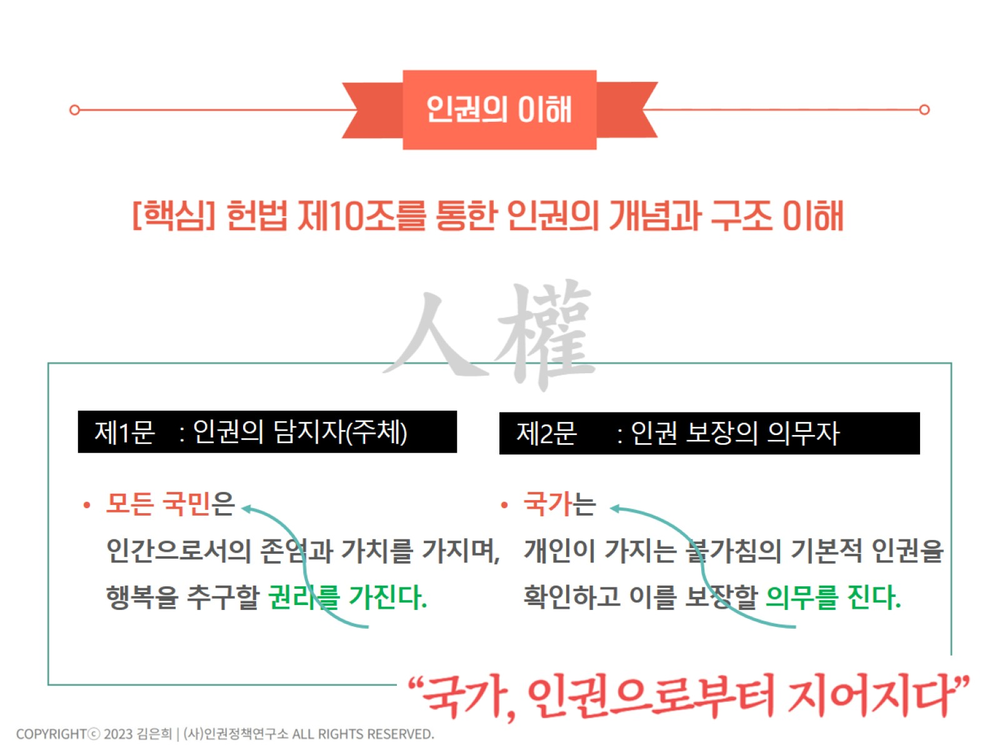 인권의 이해
[핵심] 헌법 제10조를 통한 인권의 개념과 구조 이해
人權
제1문 : 인권의 담지자(주체)
• 모든 국민은
인간으로서의 존엄과 가치를 가지며,
행복을 추구할 권리를 가진다.
제2문 : 인권 보장의 의무자
• 국가는
개인이 가지는 불가침의 기본적 인권을
확인하고 이를 보장할 의무를 진다.
“국가, 인권으로부터 지어지다”
COPYRIGHTⓒ 2023 김은희 | (사)인권정책연구소 ALL RIGHTS RESERVED.